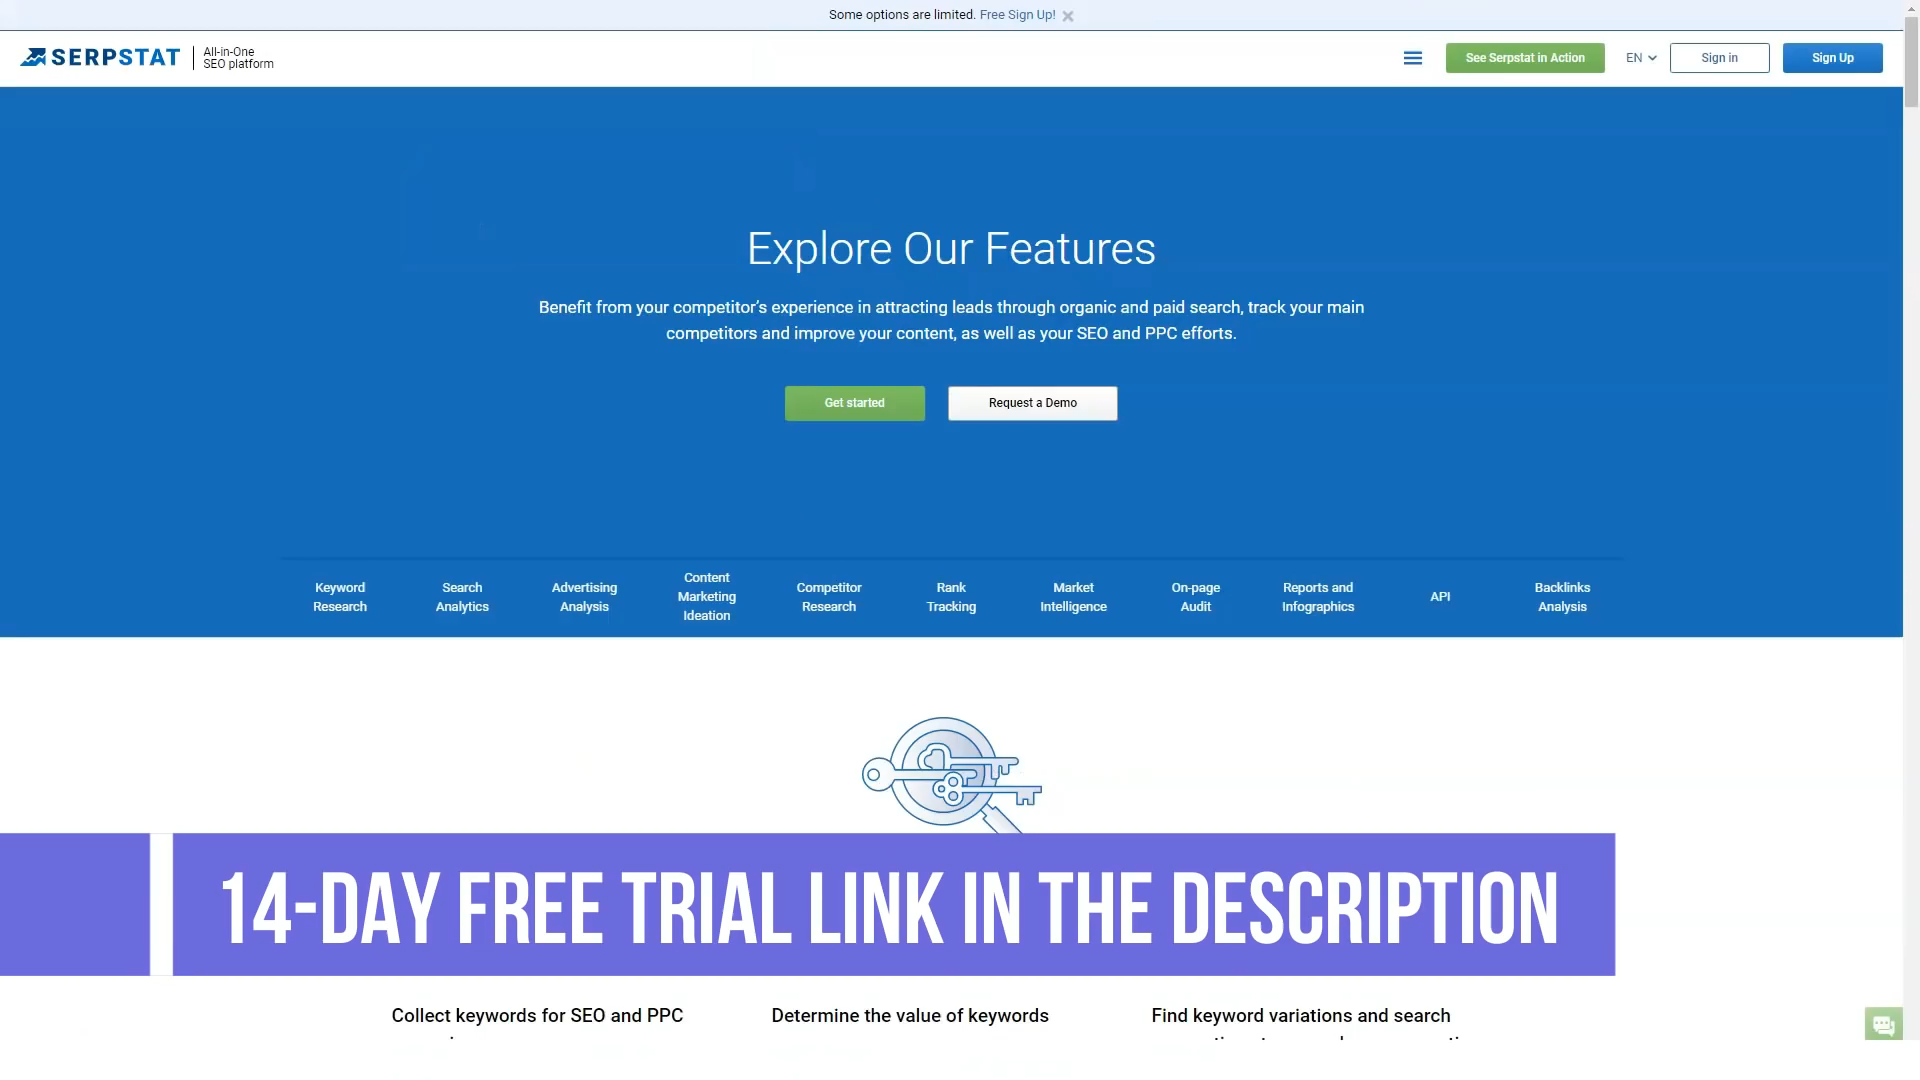 Some options are limited. Free Sign Up!
SERPSTAT
All-in-One
SEO platform
See Serpstat in Action
EN
Sign in
Sign Up
Explore Our Features
Benefit from your competitor's experience in attracting leads through organic and paid search, track your main
competitors and improve your content, as well as your SEO and PPC efforts.
Get started
Request a Demo
Keyword
Research
Search
Analytics
Advertising
Analysis
Content
Marketing
Ideation
Competitor
Research
Rank
Tracking
Market
Intelligence
On-page
Audit
Reports and
Infographics
API
Backlinks
Analysis
14-DAY FREE TRIAL LINK IN THE DESCRIPTION
Collect keywords for SEO and PPC
Determine the value of keywords
Find keyword variations and search